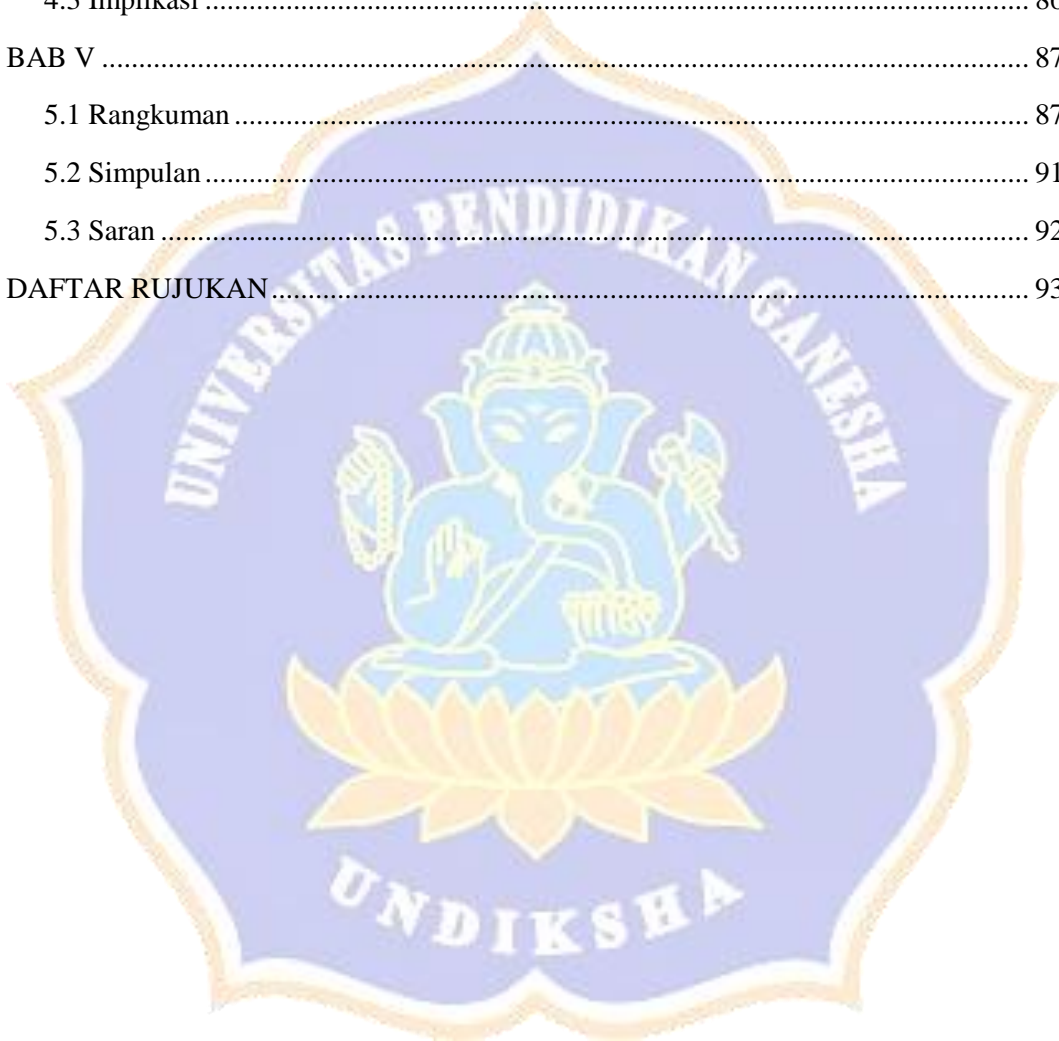 4.3 Implikasi ........................................................................................................ 86
BAB V ........................................................................................................ 87
5.1 Rangkuman ........................................................................................................ 87
5.2 Simpulan ........................................................................................................ 91
5.3 Saran ........................................................................................................ 92
DAFTAR RUJUKAN ........................................................................................................ 93
UNIVERSITAS PENDIDIKAN GANESHA
UNDIKSHA